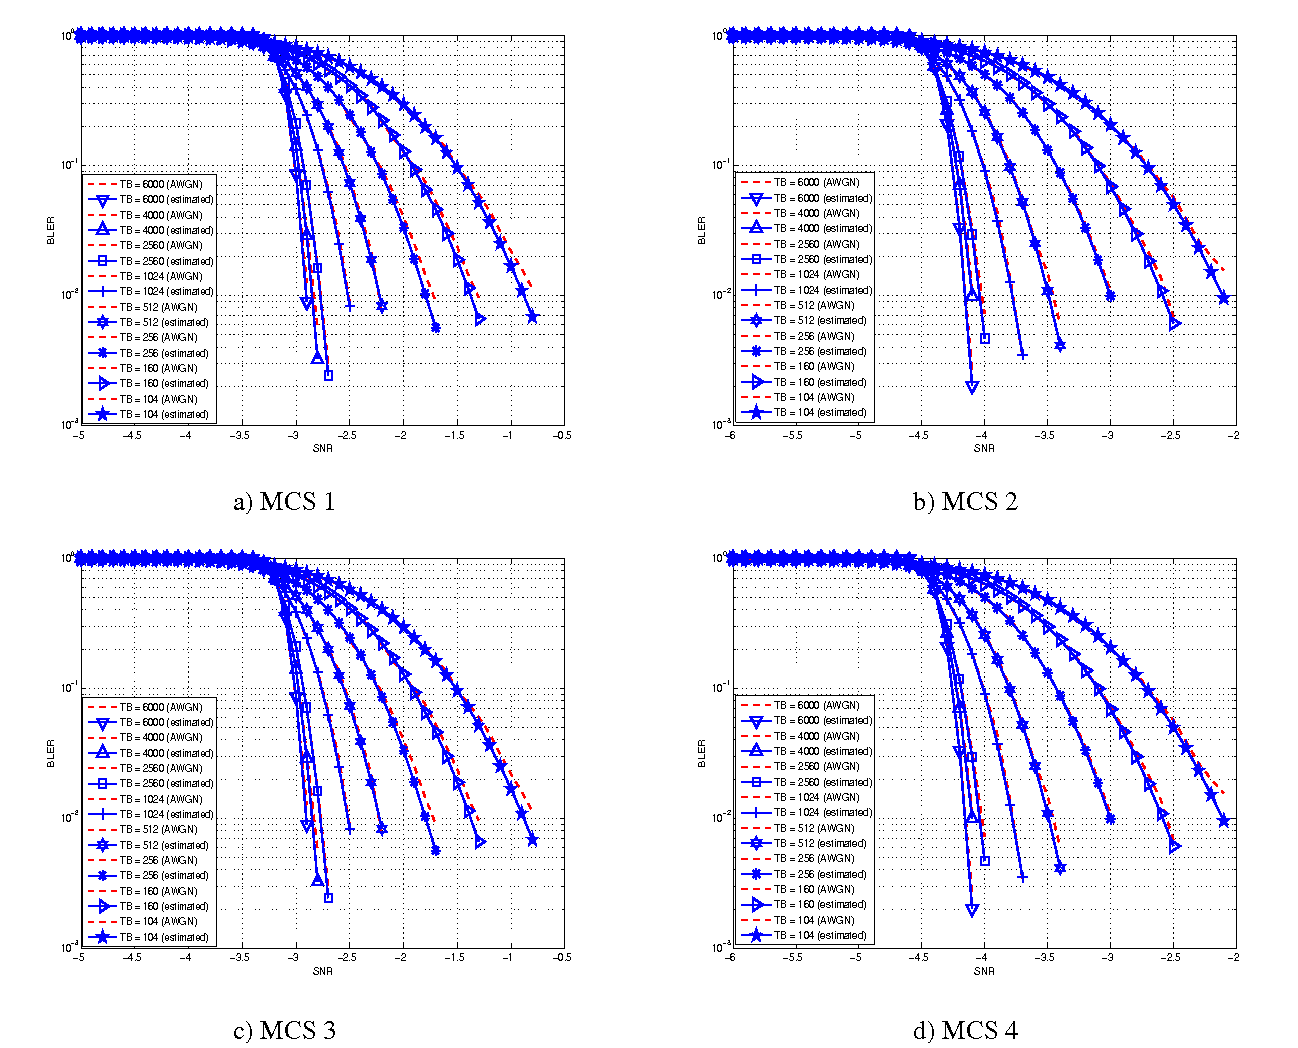 10^0
10^-1
10^-2
10^-3
BLER
TB = 6000 (AWGN)
TB = 6000 (estimated)
TB = 4000 (AWGN)
TB = 4000 (estimated)
TB = 2560 (AWGN)
TB = 2560 (estimated)
TB = 1024 (AWGN)
TB = 1024 (estimated)
TB = 512 (AWGN)
TB = 512 (estimated)
TB = 256 (AWGN)
TB = 256 (estimated)
TB = 160 (AWGN)
TB = 160 (estimated)
TB = 104 (AWGN)
TB = 104 (estimated)
−5 −4.5 −4 −3.5 −3 −2.5 −2 −1.5 −1 −0.5
SNR
a) MCS 1
10^0
10^-1
10^-2
10^-3
BLER
TB = 6000 (AWGN)
TB = 6000 (estimated)
TB = 4000 (AWGN)
TB = 4000 (estimated)
TB = 2560 (AWGN)
TB = 2560 (estimated)
TB = 1024 (AWGN)
TB = 1024 (estimated)
TB = 512 (AWGN)
TB = 512 (estimated)
TB = 256 (AWGN)
TB = 256 (estimated)
TB = 160 (AWGN)
TB = 160 (estimated)
TB = 104 (AWGN)
TB = 104 (estimated)
−6 −5.5 −5 −4.5 −4 −3.5 −3 −2.5 −2
SNR
b) MCS 2
10^0
10^-1
10^-2
10^-3
BLER
TB = 6000 (AWGN)
TB = 6000 (estimated)
TB = 4000 (AWGN)
TB = 4000 (estimated)
TB = 2560 (AWGN)
TB = 2560 (estimated)
TB = 1024 (AWGN)
TB = 1024 (estimated)
TB = 512 (AWGN)
TB = 512 (estimated)
TB = 256 (AWGN)
TB = 256 (estimated)
TB = 160 (AWGN)
TB = 160 (estimated)
TB = 104 (AWGN)
TB = 104 (estimated)
−5 −4.5 −4 −3.5 −3 −2.5 −2 −1.5 −1 −0.5
SNR
c) MCS 3
10^0
10^-1
10^-2
10^-3
BLER
TB = 6000 (AWGN)
TB = 6000 (estimated)
TB = 4000 (AWGN)
TB = 4000 (estimated)
TB = 2560 (AWGN)
TB = 2560 (estimated)
TB = 1024 (AWGN)
TB = 1024 (estimated)
TB = 512 (AWGN)
TB = 512 (estimated)
TB = 256 (AWGN)
TB = 256 (estimated)
TB = 160 (AWGN)
TB = 160 (estimated)
TB = 104 (AWGN)
TB = 104 (estimated)
−6 −5.5 −5 −4.5 −4 −3.5 −3 −2.5 −2
SNR
d) MCS 4